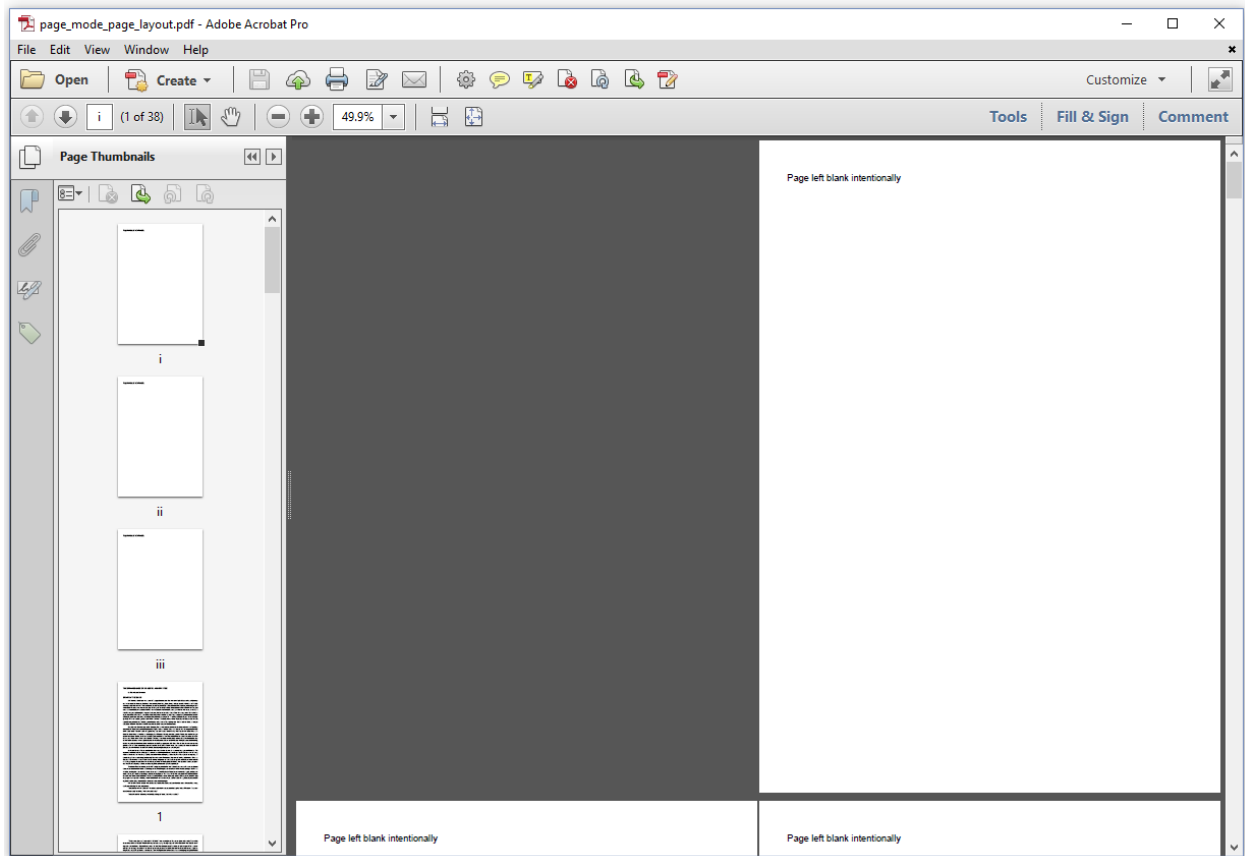 page_mode_page_layout.pdf - Adobe Acrobat Pro
File Edit View Window Help
Open Create Customize
i (1 of 38) 49.9% Tools Fill & Sign Comment
Page Thumbnails
i
ii
iii
1
Page left blank intentionally
Page left blank intentionally
Page left blank intentionally